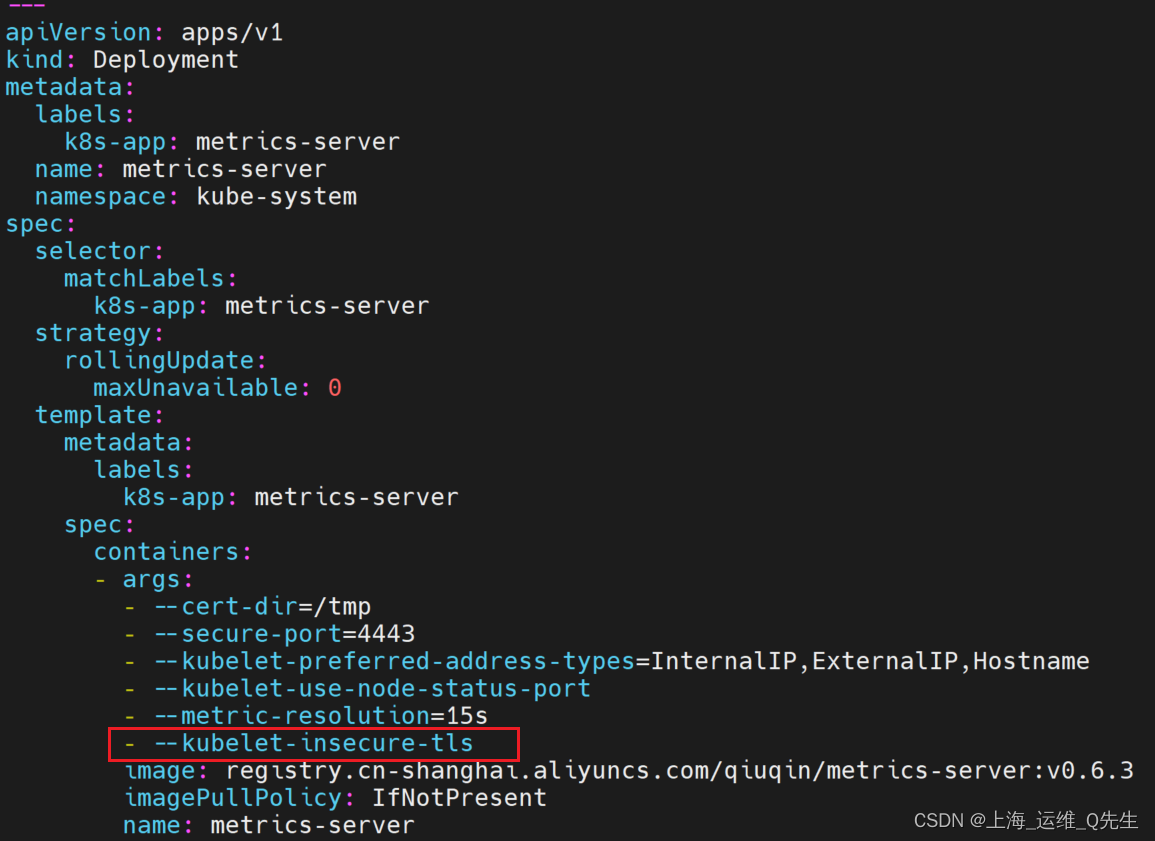 ---
apiVersion: apps/v1
kind: Deployment
metadata:
  labels:
    k8s-app: metrics-server
  name: metrics-server
  namespace: kube-system
spec:
  selector:
    matchLabels:
      k8s-app: metrics-server
  strategy:
    rollingUpdate:
      maxUnavailable: 0
  template:
    metadata:
      labels:
        k8s-app: metrics-server
    spec:
      containers:
      - args:
        - --cert-dir=/tmp
        - --secure-port=4443
        - --kubelet-preferred-address-types=InternalIP,ExternalIP,Hostname
        - --kubelet-use-node-status-port
        - --metric-resolution=15s
        - --kubelet-insecure-tls
        image: registry.cn-shanghai.aliyuncs.com/qiuqin/metrics-server:v0.6.3
        imagePullPolicy: IfNotPresent
        name: metrics-server
CSDN @上海_运维_Q先生